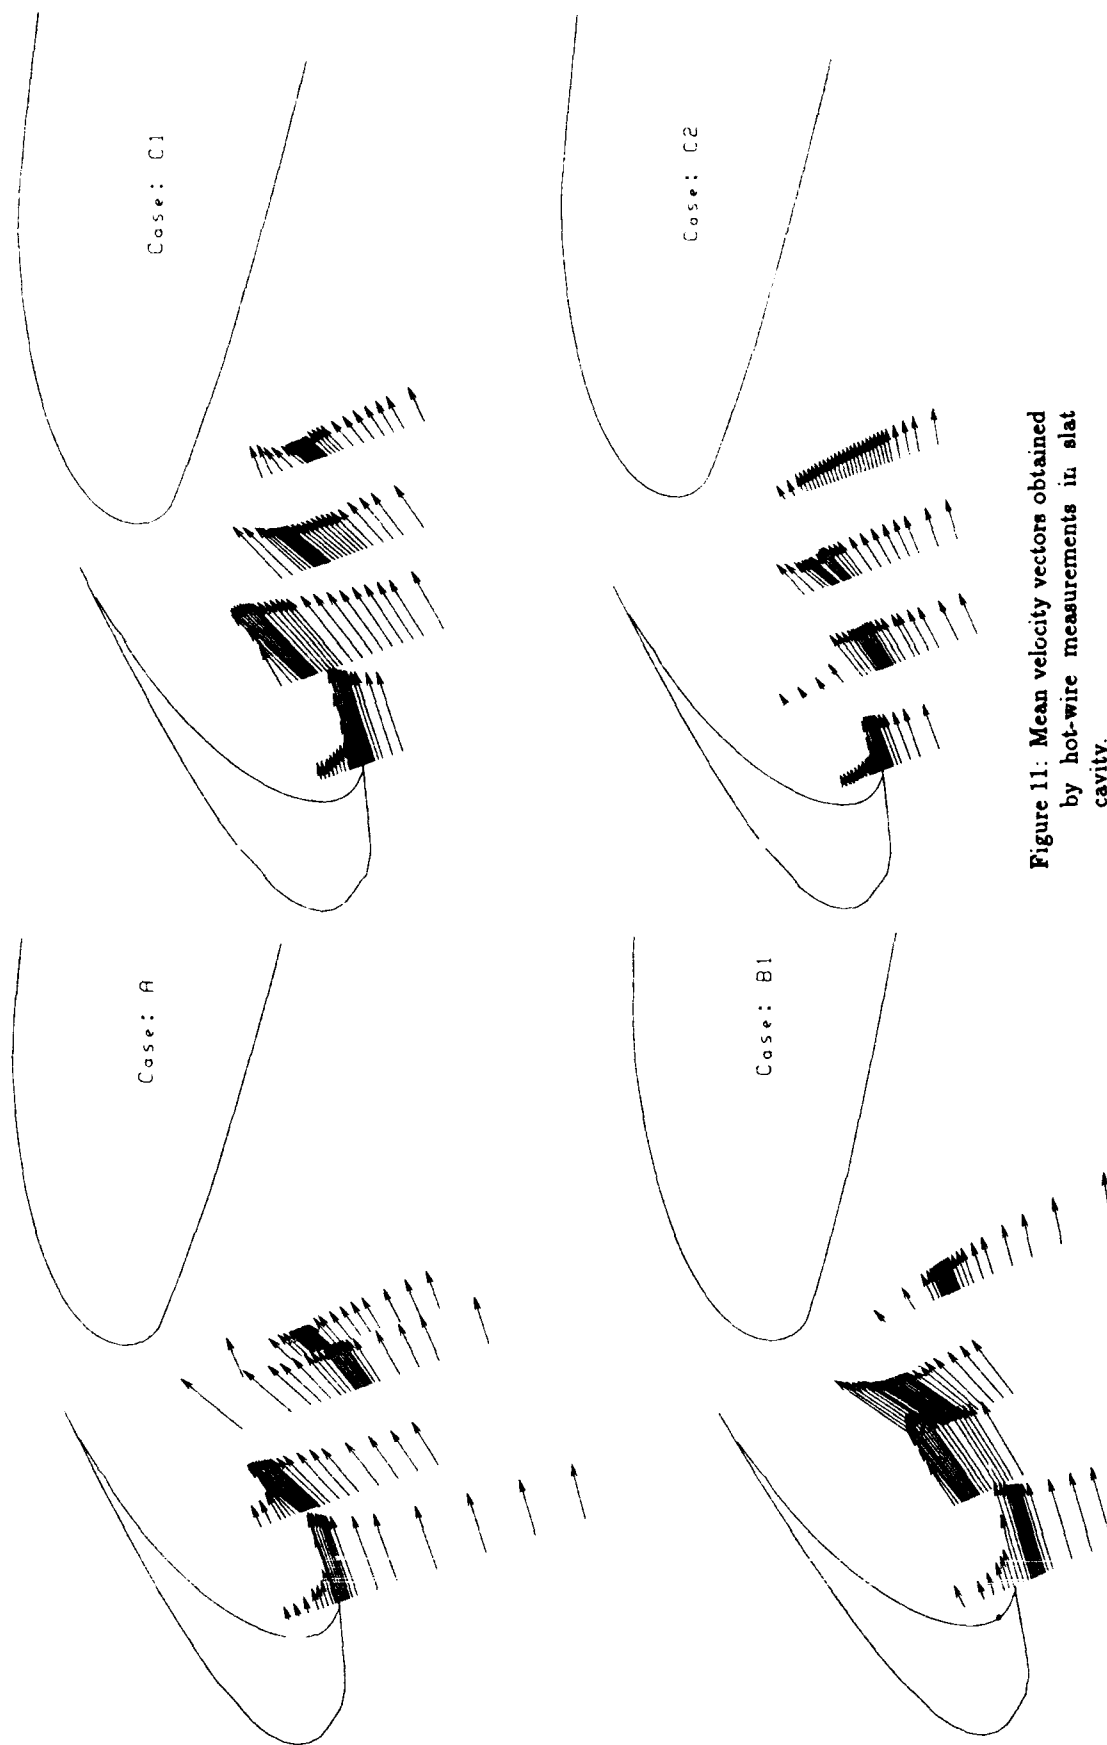 Case: A
Case: C1
Case: B1
Case: C2
Figure 11: Mean velocity vectors obtained
by hot-wire measurements in slat
cavity.